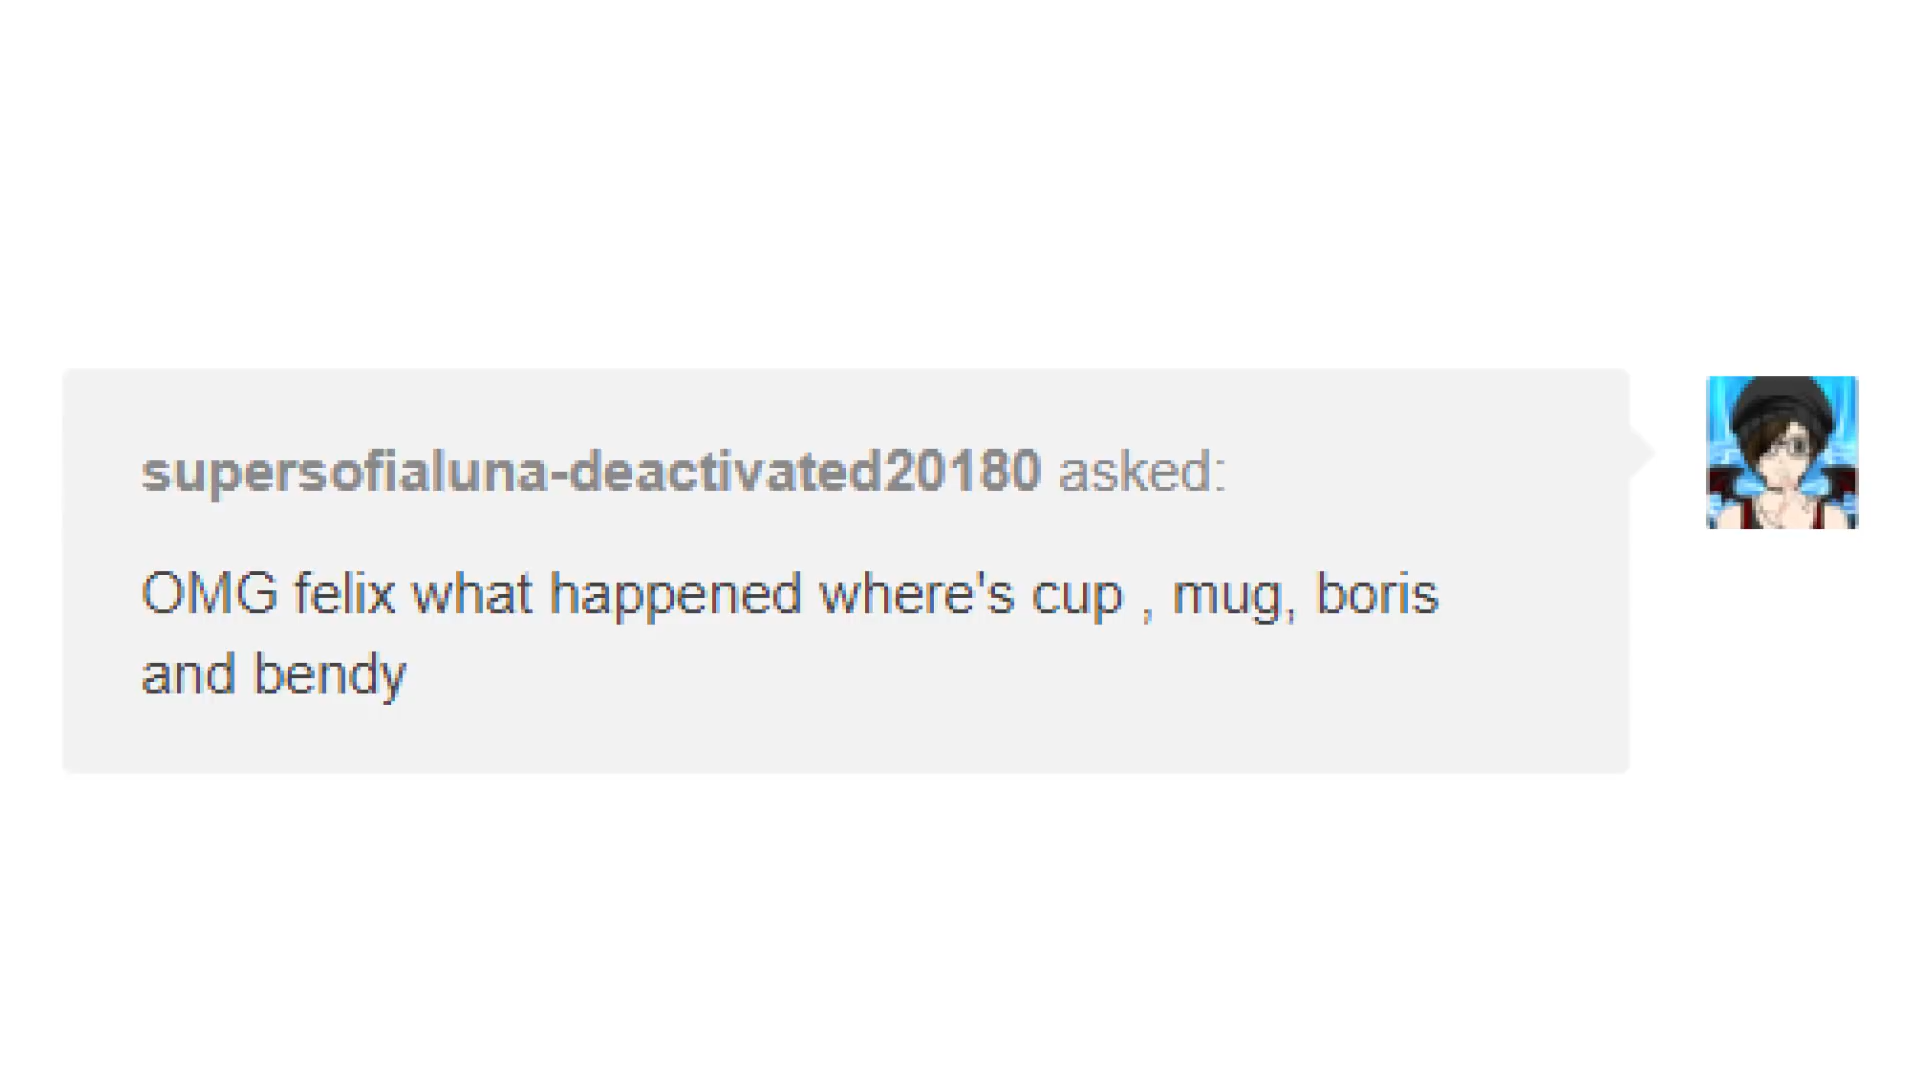 supersofialuna-deactivated20180 asked:
OMG felix what happened where's cup , mug, boris
and bendy